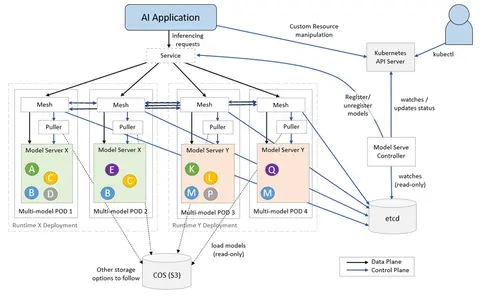 AI Application
Custom Resource
manipulation
kubectl
inferencing
requests
Service
Kubernetes
API Server
Register/
unregister
models
watches /
updates status
Mesh
Mesh
Mesh
Mesh
Puller
Puller
Puller
Puller
Model Serve
Controller
Model Server X
Model Server X
Model Server Y
Model Server Y
A
C
B
D
E
C
B
K
L
M
P
Q
M
watches
(read-only)
Multi-model POD 1
Multi-model POD 2
Multi-model POD 3
Multi-model POD 4
etcd
Runtime X Deployment
Runtime Y Deployment
load models
(read-only)
Other storage
options to follow
COS (S3)
Data Plane
Control Plane